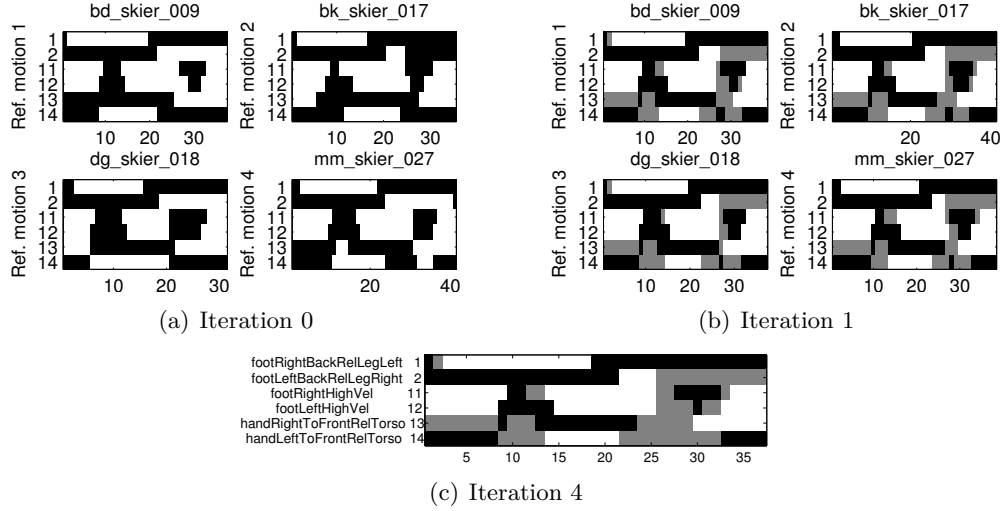 bd_skier_009
bk_skier_017
Ref. motion 1
1
2
11
12
13
14
10 20 30
Ref. motion 2
1
2
11
12
13
14
10 20 30
dg_skier_018
mm_skier_027
Ref. motion 3
1
2
11
12
13
14
10 20 30
Ref. motion 4
1
2
11
12
13
14
20 40
(a) Iteration 0
bd_skier_009
bk_skier_017
Ref. motion 1
1
2
11
12
13
14
10 20 30
Ref. motion 2
1
2
11
12
13
14
20 40
dg_skier_018
mm_skier_027
Ref. motion 3
1
2
11
12
13
14
10 20 30
Ref. motion 4
1
2
11
12
13
14
10 20 30
(b) Iteration 1
footRightBackRelLegLeft 1
footLeftBackRelLegRight 2
footRightHighVel 11
footLeftHighVel 12
handRightToFrontRelTorso 13
handLeftToFrontRelTorso 14
5 10 15 20 25 30 35
(c) Iteration 4